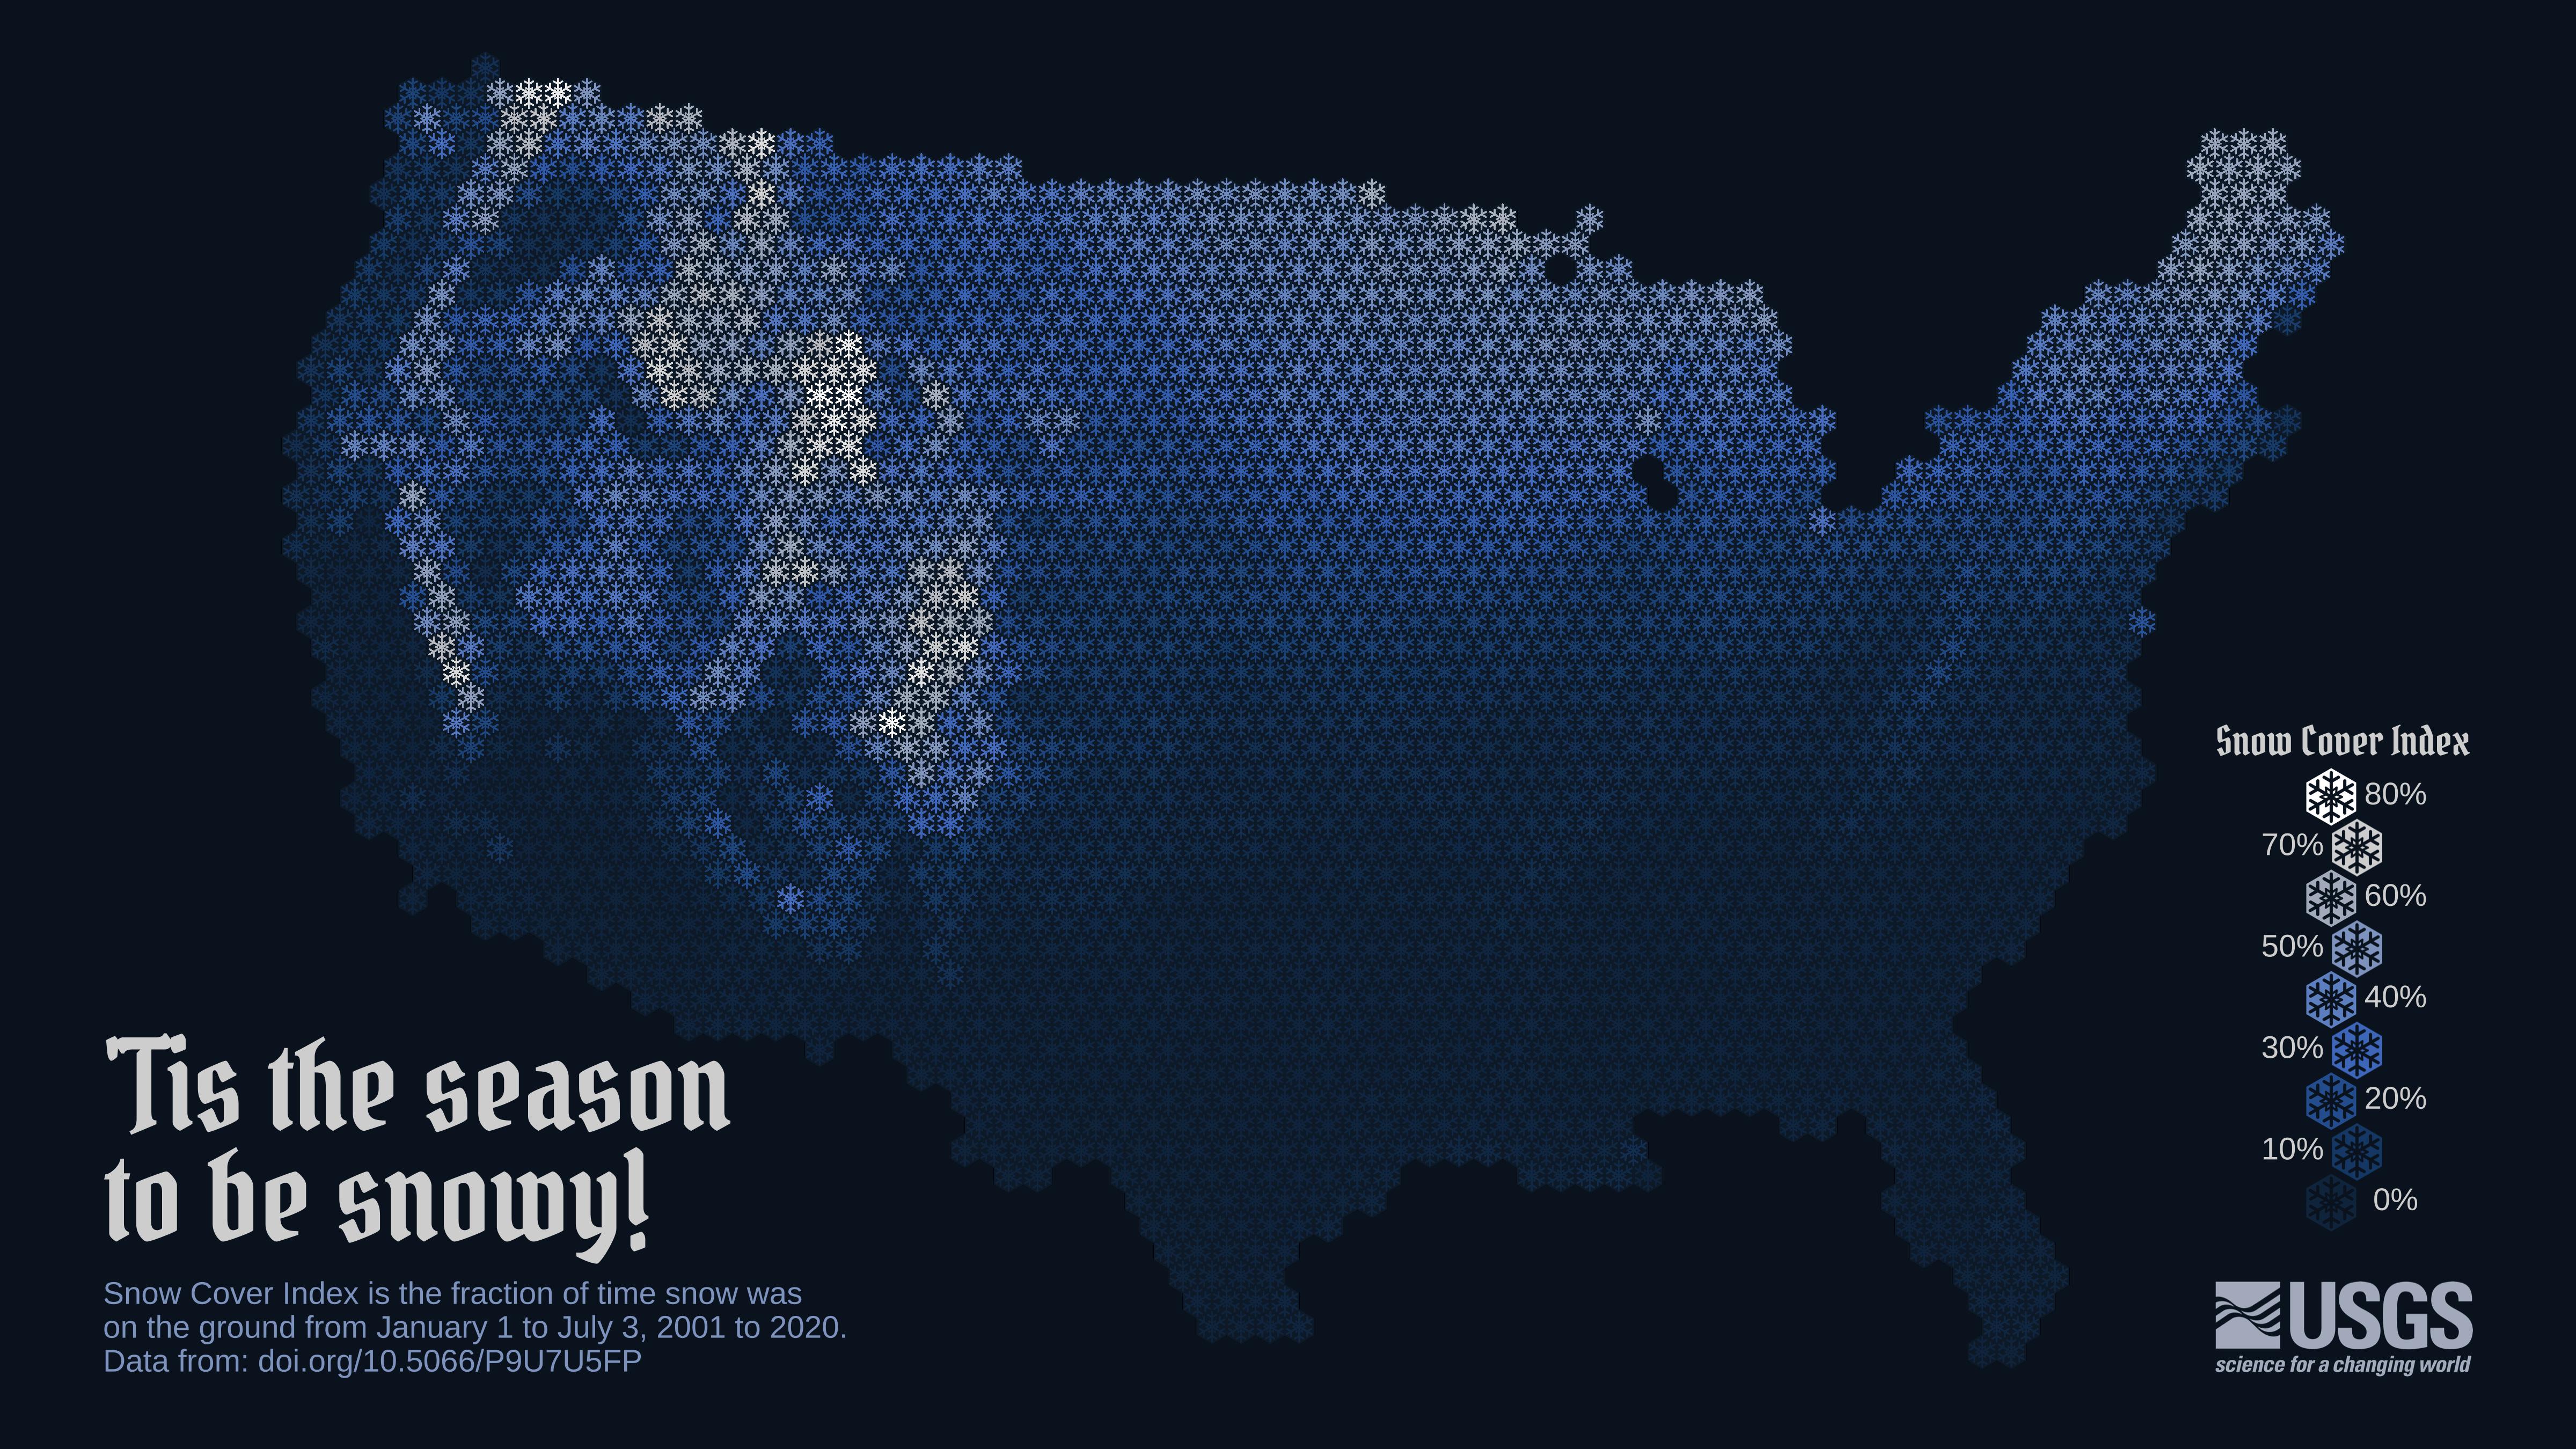 'Tis the season
to be snowy!
Snow Cover Index is the fraction of time snow was
on the ground from January 1 to July 3, 2001 to 2020.
Data from: doi.org/10.5066/P9U7U5FP
Snow Cover Index
80%
70%
60%
50%
40%
30%
20%
10%
0%
USGS
science for a changing world